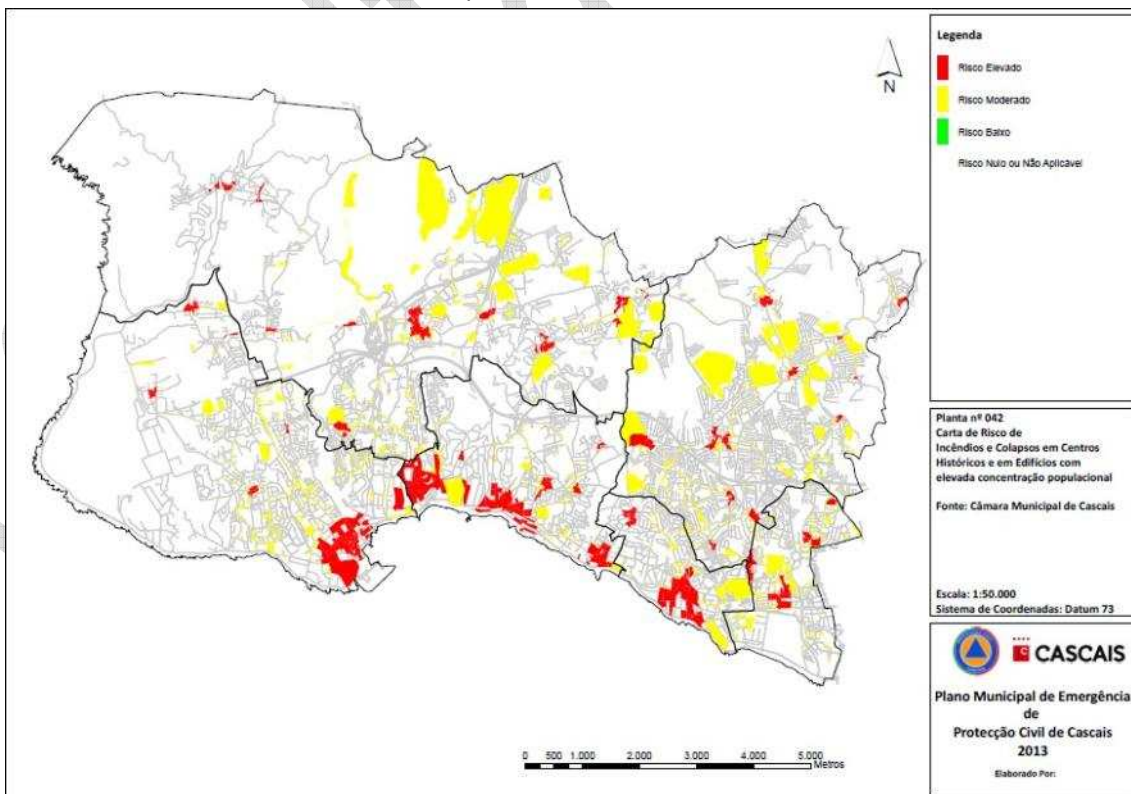 N
Legenda
Risco Elevado
Risco Moderado
Risco Baixo
Risco Nulo ou Não Aplicável
Planta nº 042
Carta de Risco de
Incêndios e Colapsos em Centros
Históricos e em Edifícios com
elevada concentração populacional
Fonte: Câmara Municipal de Cascais
Escala: 1:50.000
Sistema de Coordenadas: Datum 73
CASCAIS
Plano Municipal de Emergência
de
Protecção Civil de Cascais
2013
Elaborado Por:
0 500 1.000 2.000 3.000 4.000 5.000
Metros